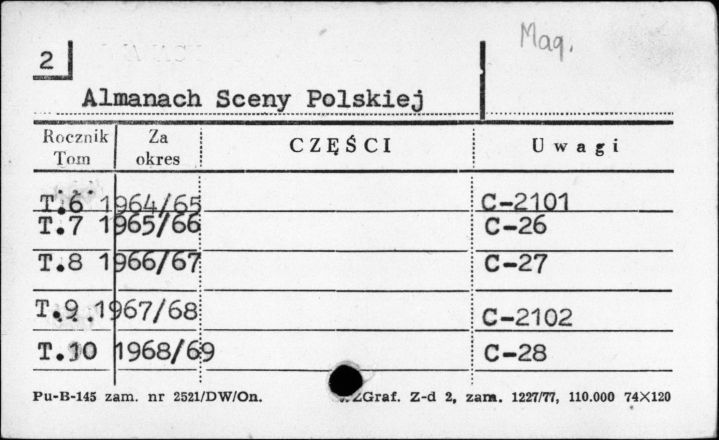 Mag.
2
Almanach Sceny Polskiej
Rocznik Tom Za okres CZĘŚCI Uwagi
T.6 1964/65 C-2101
T.7 1965/66 C-26
T.8 1966/67 C-27
T.9 1967/68 C-2102
T.10 1968/69 C-28
Pu-B-145 zam. nr 2521/DW/On. ZGraf. Z-d 2, zam. 1227/77, 110.000 74×120